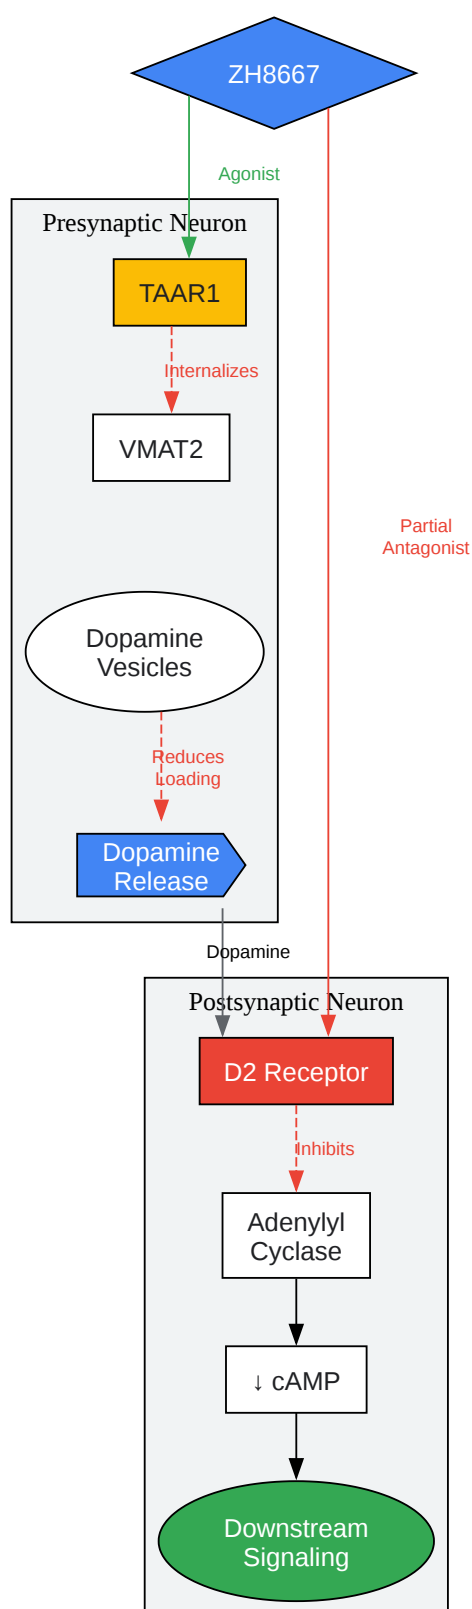 ZH8667
Agonist
Presynaptic Neuron
TAAR1
Internalizes
VMAT2
Partial
Antagonist
Dopamine
Vesicles
Reduces
Loading
Dopamine
Release
Dopamine
Postsynaptic Neuron
D2 Receptor
Inhibits
Adenylyl
Cyclase
↓ cAMP
Downstream
Signaling